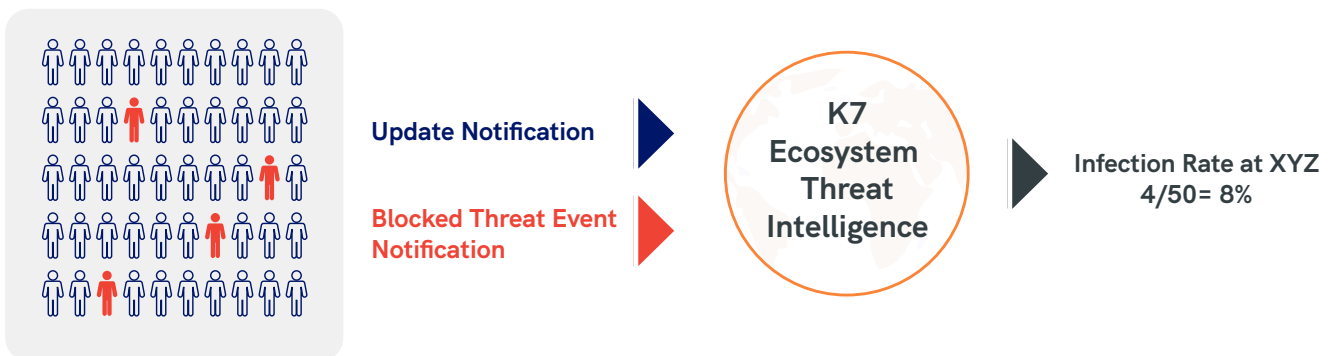 Update Notification
Blocked Threat Event
Notification
K7
Ecosystem
Threat
Intelligence
Infection Rate at XYZ
4/50= 8%